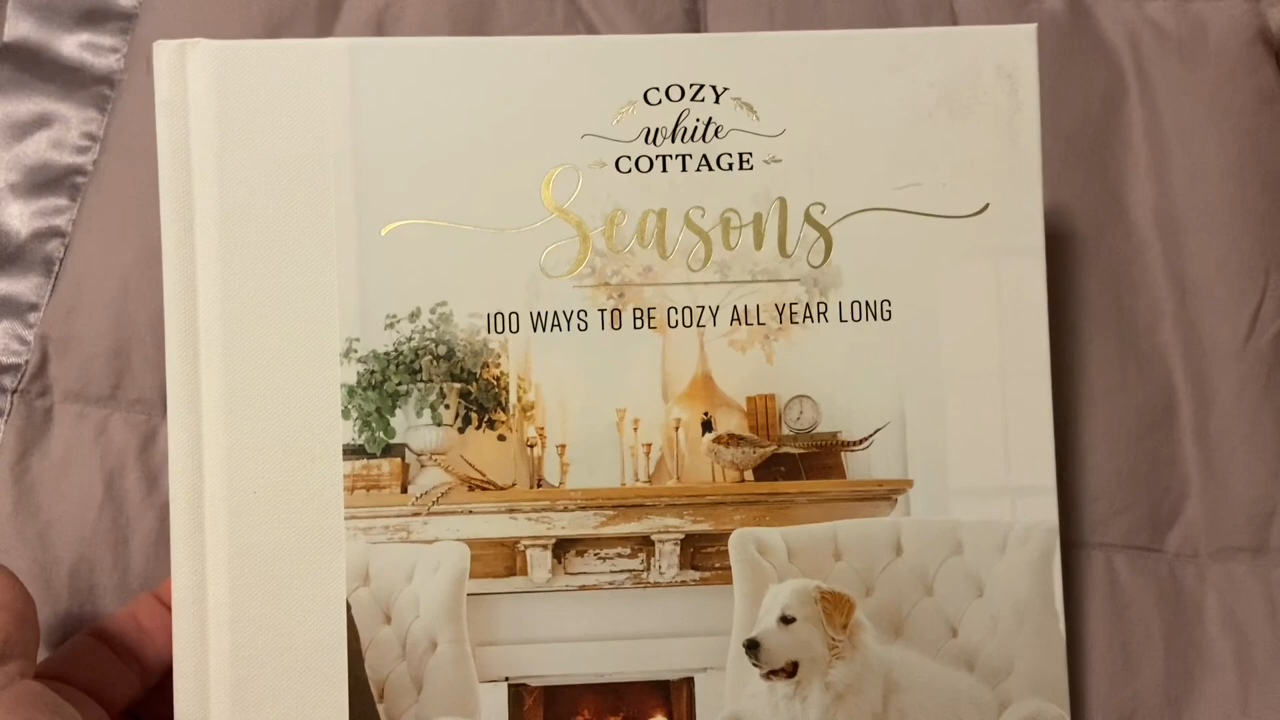 COZY
white
COTTAGE
Seasons
100 WAYS TO BE COZY ALL YEAR LONG